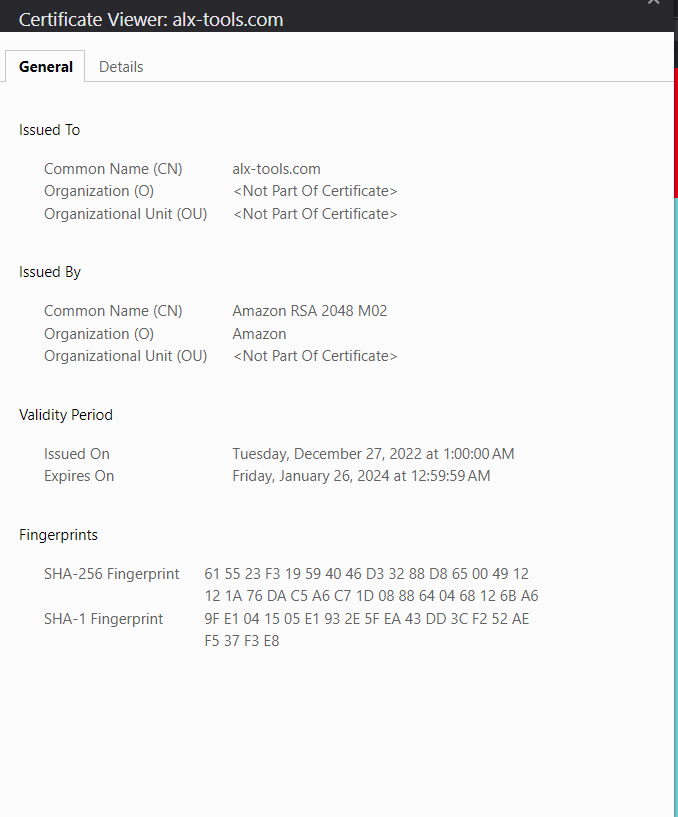 Certificate Viewer: alx-tools.com
General Details
Issued To
Common Name (CN) alx-tools.com
Organization (O) <Not Part Of Certificate>
Organizational Unit (OU) <Not Part Of Certificate>
Issued By
Common Name (CN) Amazon RSA 2048 M02
Organization (O) Amazon
Organizational Unit (OU) <Not Part Of Certificate>
Validity Period
Issued On Tuesday, December 27, 2022 at 1:00:00 AM
Expires On Friday, January 26, 2024 at 12:59:59 AM
Fingerprints
SHA-256 Fingerprint 61 55 23 F3 19 59 40 46 D3 32 88 D8 65 00 49 12
12 1A 76 DA C5 A6 C7 1D 08 88 64 04 68 12 6B A6
SHA-1 Fingerprint 9F E1 04 15 05 E1 93 2E 5F EA 43 DD 3C F2 52 AE
F5 37 F3 E8